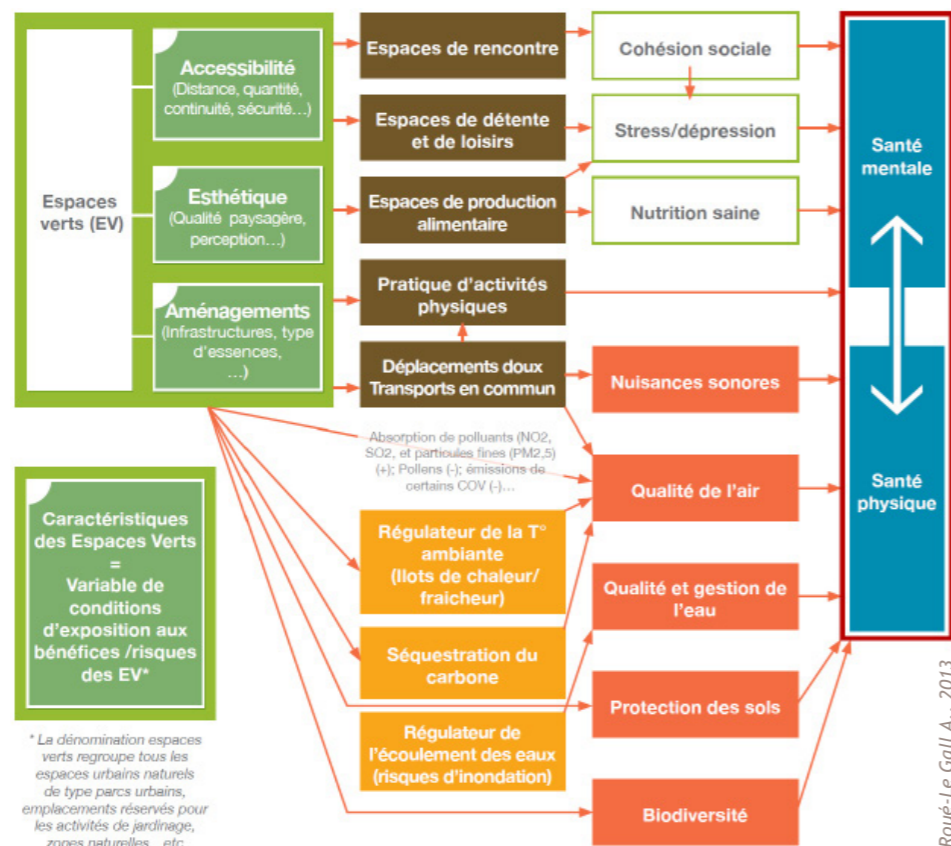 Espaces
verts (EV)
Accessibilité
(Distance, quantité,
continuité, sécurité...)
Esthétique
(Qualité paysagère,
perception...)
Aménagements
(Infrastructures, type
d'essences,
...)
Espaces de rencontre
Espaces de détente
et de loisirs
Espaces de production
alimentaire
Pratique d'activités
physiques
Déplacements doux
Transports en commun
Cohésion sociale
Stress/dépression
Nutrition saine
Nuisances sonores
Absorption de polluants (NO2,
SO2, et particules fines (PM2,5)
(+); Pollens (-); émissions de
certains COV (-)...
Qualité de l'air
Régulateur de la T°
ambiante
(Ilots de chaleur/
fraicheur)
Qualité et gestion de
l'eau
Séquestration du
carbone
Protection des sols
Régulateur de
l'écoulement des eaux
(risques d'inondation)
Biodiversité
Santé
mentale
Santé
physique
Caractéristiques
des Espaces Verts
=
Variable de
conditions
d'exposition aux
bénéfices /risques
des EV*
* La dénomination espaces
verts regroupe tous les
espaces urbains naturels
de type parcs urbains,
emplacements réservés pour
les activités de jardinage,
zones naturelles...etc
Roué-Le Gall A., 2013